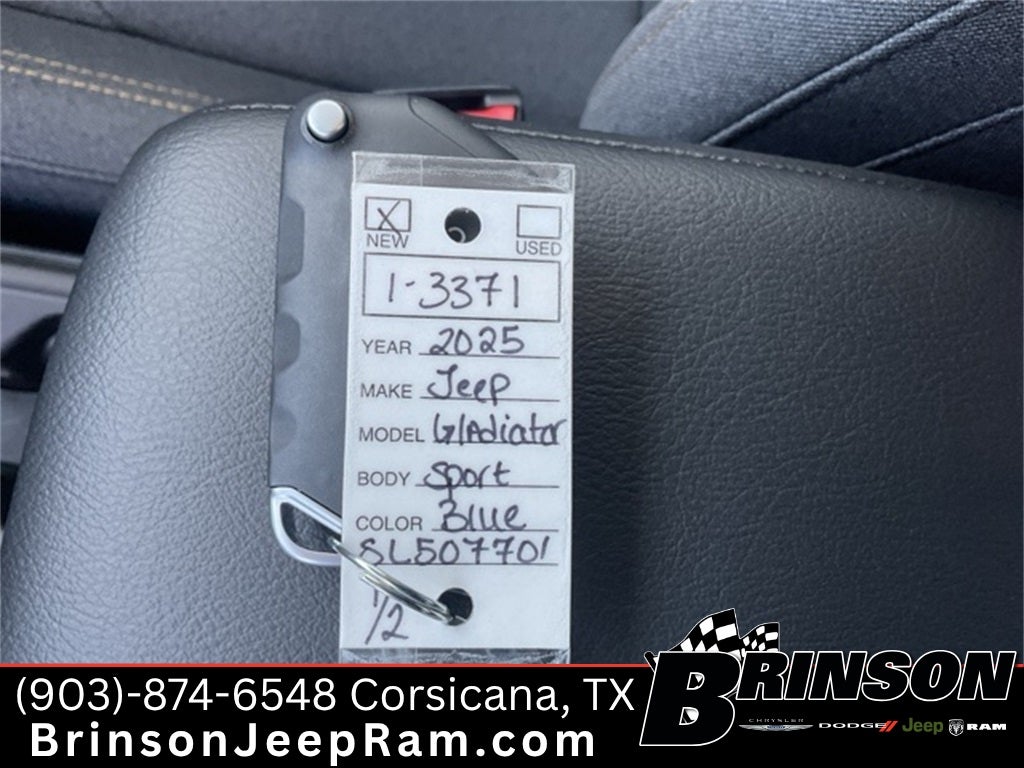 X
NEW USED
1-3371
YEAR 2025
MAKE Jeep
MODEL GlAdiator
BODY Sport
COLOR Blue
SL507701
1/2
(903)-874-6548 Corsicana, TX
BrinsonJeepRam.com
BRINSON
CHRYSLER DODGE Jeep RAM